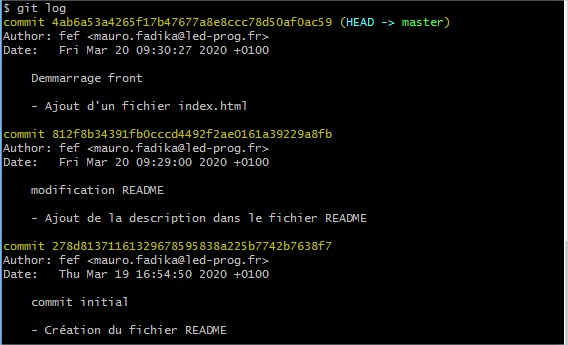 $ git log
commit 4ab6a53a4265f17b47677a8e8ccc78d50af0ac59 (HEAD -> master)
Author: fef <mauro.fadika@led-prog.fr>
Date:   Fri Mar 20 09:30:27 2020 +0100
Demmarrage front
- Ajout d'un fichier index.html
commit 812f8b34391fb0cccd4492f2ae0161a39229a8fb
Author: fef <mauro.fadika@led-prog.fr>
Date:   Fri Mar 20 09:29:00 2020 +0100
modification README
- Ajout de la description dans le fichier README
commit 278d81371161329678595838a225b7742b7638f7
Author: fef <mauro.fadika@led-prog.fr>
Date:   Thu Mar 19 16:54:50 2020 +0100
commit initial
- Création du fichier README